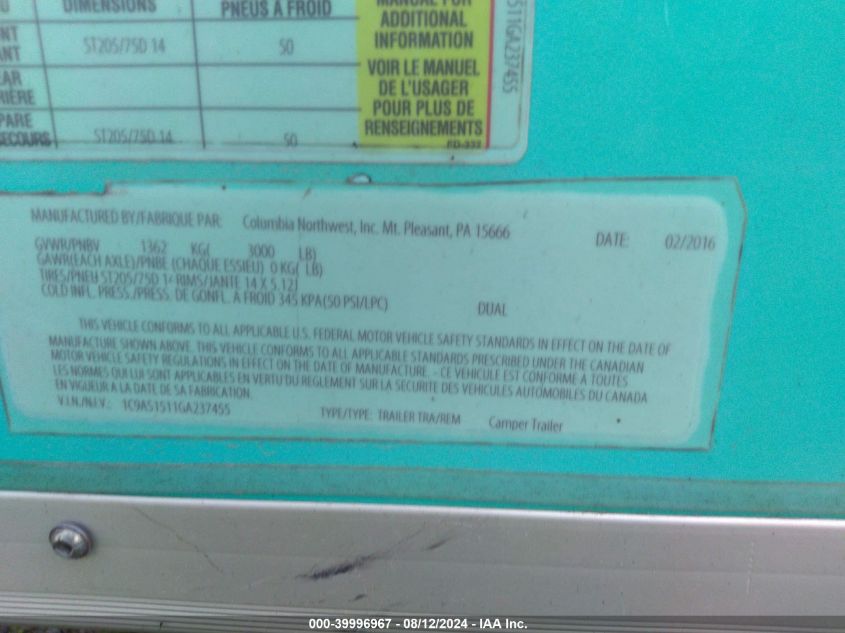 DIMENSIONS PNEUS À FROID
MANUAL FOR
ADDITIONAL
INFORMATION
ST205/75D 14 50
VOIR LE MANUEL
DE L'USAGER
POUR PLUS DE
RENSEIGNEMENTS
SECOURS ST205/75D 14 50
511GA237455
MANUFACTURED BY/FABRIQUE PAR: Columbia Northwest, Inc. Mt. Pleasant, PA 15666
DATE: 02/2016
GVWR/PNBV 1362 KG( 3000 LB)
GAWR(EACH AXLE)/PNBE (CHAQUE ESSIEU) 0 KG( LB)
TIRES/PNEU ST205/75D 14 RIMS/JANTE 14 X 5.12J
COLD INFL. PRESS./PRESS. DE GONFL. À FROID 345 KPA(50 PSI/LPC) DUAL
THIS VEHICLE CONFORMS TO ALL APPLICABLE U.S. FEDERAL MOTOR VEHICLE SAFETY STANDARDS IN EFFECT ON THE DATE OF
MANUFACTURE SHOWN ABOVE. THIS VEHICLE CONFORMS TO ALL APPLICABLE STANDARDS PRESCRIBED UNDER THE CANADIAN
MOTOR VEHICLE SAFETY REGULATIONS IN EFFECT ON THE DATE OF MANUFACTURE. - CE VÉHICULE EST CONFORME À TOUTES
LES NORMES QUI LUI SONT APPLICABLES EN VERTU DU REGLEMENT SUR LA SECURITE DES VEHICULES AUTOMOBILES DU CANADA
EN VIGUEUR À LA DATE DE SA FABRICATION.
V.I.N./N.I.V.: 1C9AS1511GA237455 TYPE/TYPE: TRAILER TRA/REM Camper Trailer
000-39996967 - 08/12/2024 - IAA Inc.